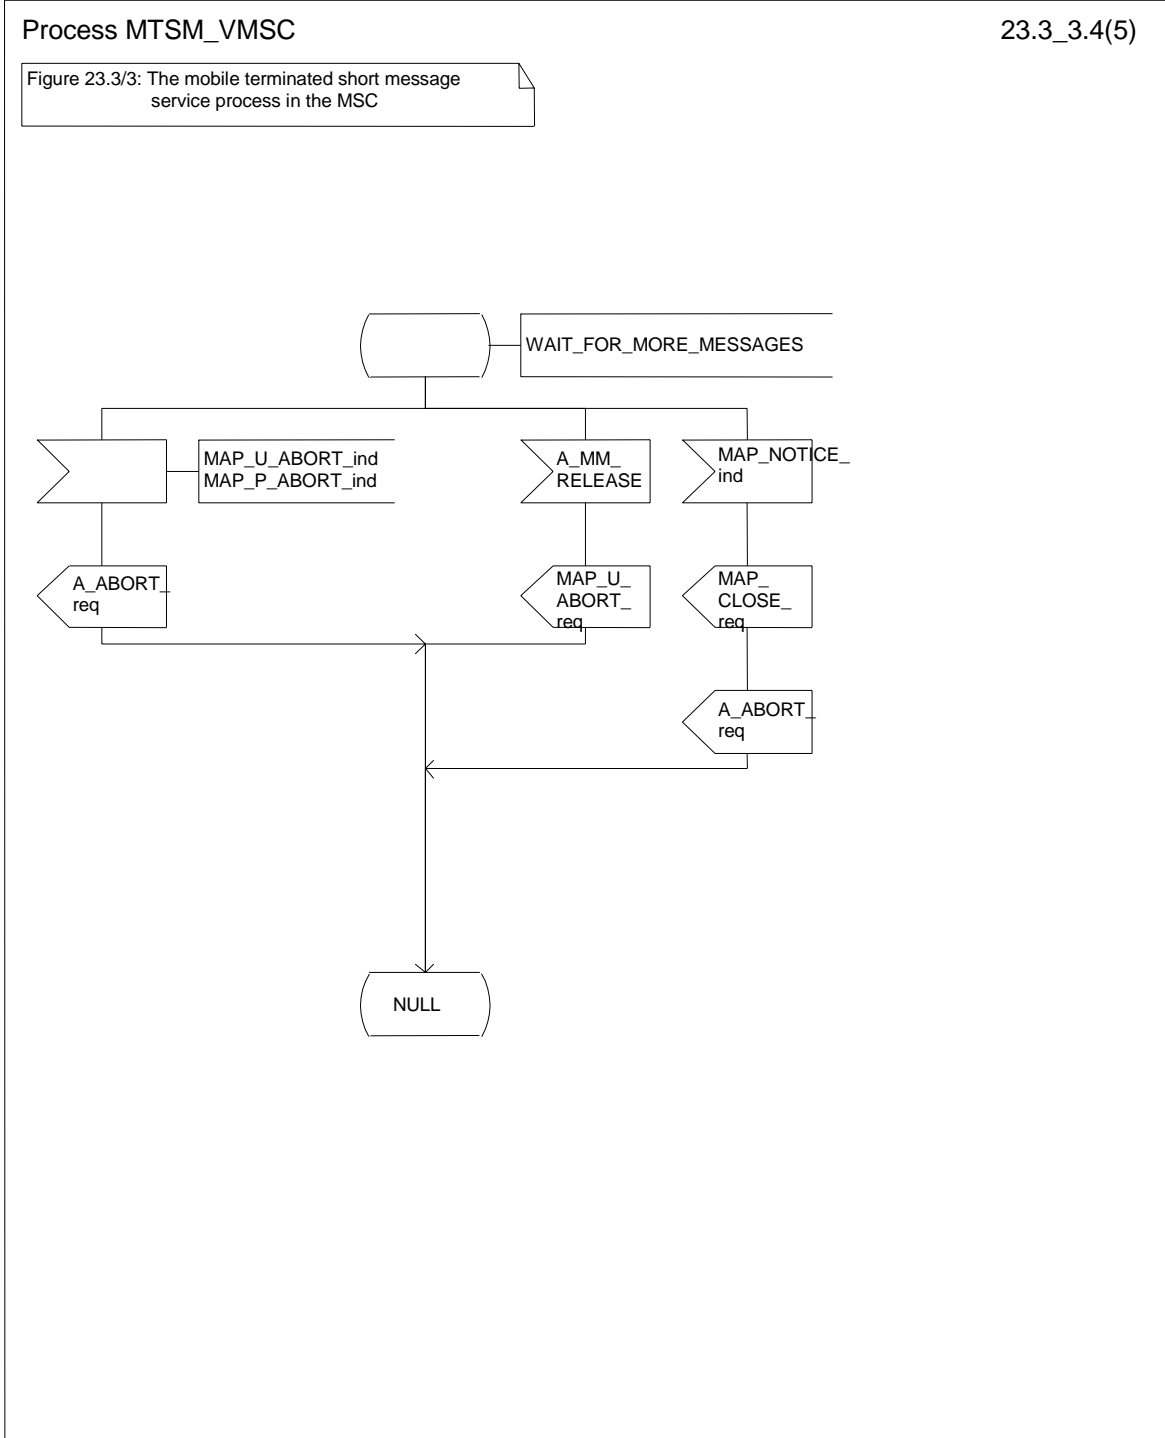 Process MTSM_VMSC
23.3_3.4(5)
Figure 23.3/3: The mobile terminated short message
service process in the MSC
WAIT_FOR_MORE_MESSAGES
MAP_U_ABORT_ind
MAP_P_ABORT_ind
A_MM_
RELEASE
MAP_NOTICE_
ind
A_ABORT_
req
MAP_U_
ABORT_
req
MAP_
CLOSE_
req
A_ABORT_
req
NULL